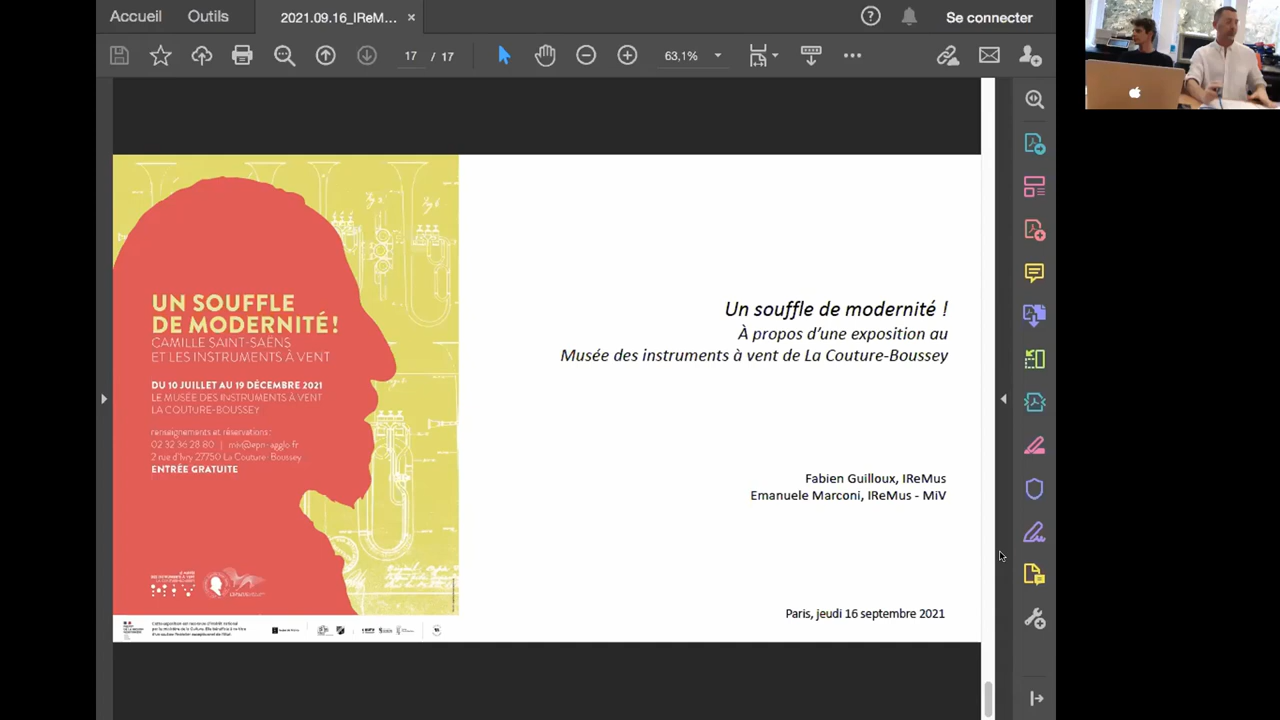 Accueil
Outils
2021.09.16_IReM...
Se connecter
17 / 17
63,1%
UN SOUFFLE
DE MODERNITÉ !
CAMILLE SAINT-SAËNS
ET LES INSTRUMENTS À VENT
DU 10 JUILLET AU 19 DÉCEMBRE 2021
LE MUSÉE DES INSTRUMENTS À VENT
LA COUTURE-BOUSSEY
renseignements et réservations :
02 32 36 28 80 | miv@epn-agglo.fr
2 rue d'Ivry 27750 La Couture-Boussey
ENTRÉE GRATUITE
Un souffle de modernité !
À propos d'une exposition au
Musée des instruments à vent de La Couture-Boussey
Fabien Guilloux, IReMus
Emanuele Marconi, IReMus - MiV
Paris, jeudi 16 septembre 2021